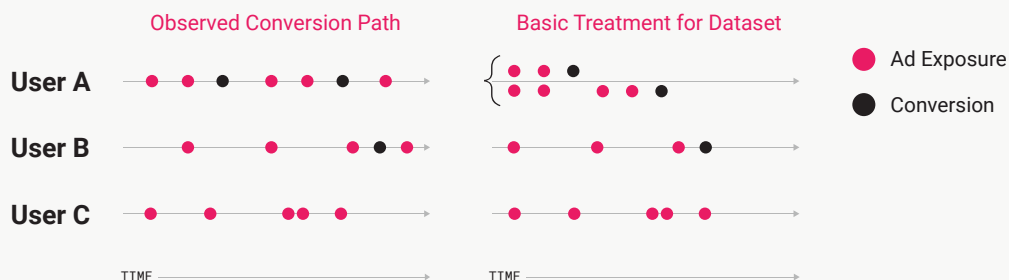 Observed Conversion Path
Basic Treatment for Dataset
User A
Ad Exposure
Conversion
User B
User C
TIME
TIME